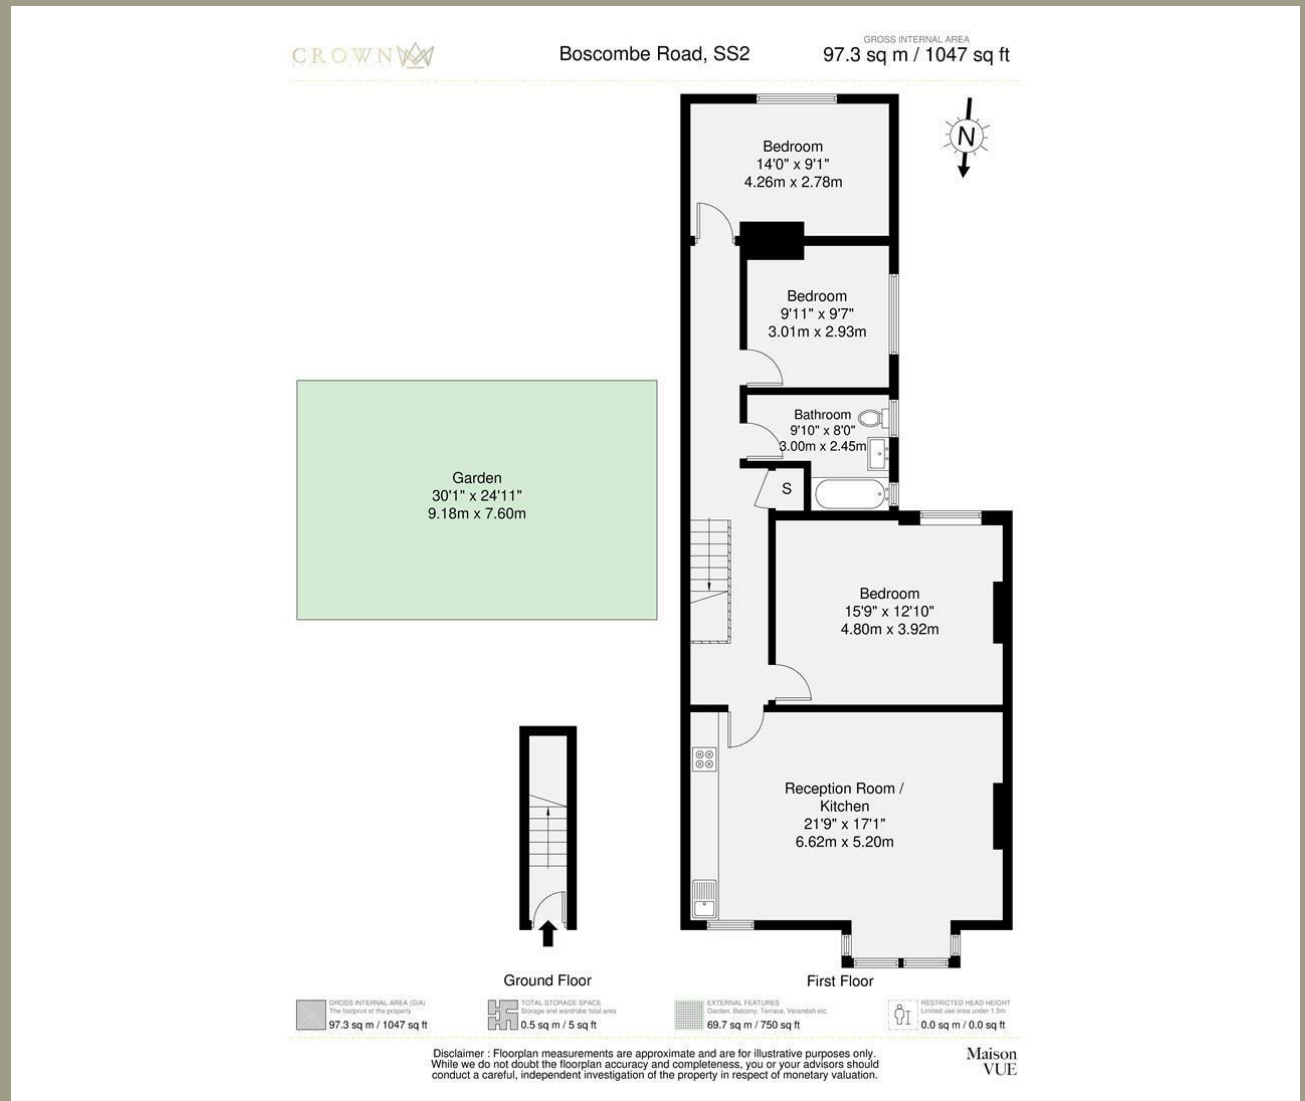 CROWN
Boscombe Road, SS2
GROSS INTERNAL AREA
97.3 sq m / 1047 sq ft
N
Bedroom
14'0" x 9'1"
4.26m x 2.78m
Bedroom
9'11" x 9'7"
3.01m x 2.93m
Bathroom
9'10" x 8'0"
3.00m x 2.45m
S
Garden
30'1" x 24'11"
9.18m x 7.60m
Bedroom
15'9" x 12'10"
4.80m x 3.92m
Reception Room /
Kitchen
21'9" x 17'1"
6.62m x 5.20m
Ground Floor
First Floor
GROSS INTERNAL AREA (GIA)
The footprint of the property
97.3 sq m / 1047 sq ft
TOTAL STORAGE SPACE
Storage and wardrobe total area
0.5 sq m / 5 sq ft
EXTERNAL FEATURES
Garden, Balcony, Terrace, Verandah etc.
69.7 sq m / 750 sq ft
RESTRICTED HEAD HEIGHT
Limited use area under 1.5m
0.0 sq m / 0.0 sq ft
Disclaimer : Floorplan measurements are approximate and are for illustrative purposes only.
While we do not doubt the floorplan accuracy and completeness, you or your advisors should
conduct a careful, independent investigation of the property in respect of monetary valuation.
Maison
VUE